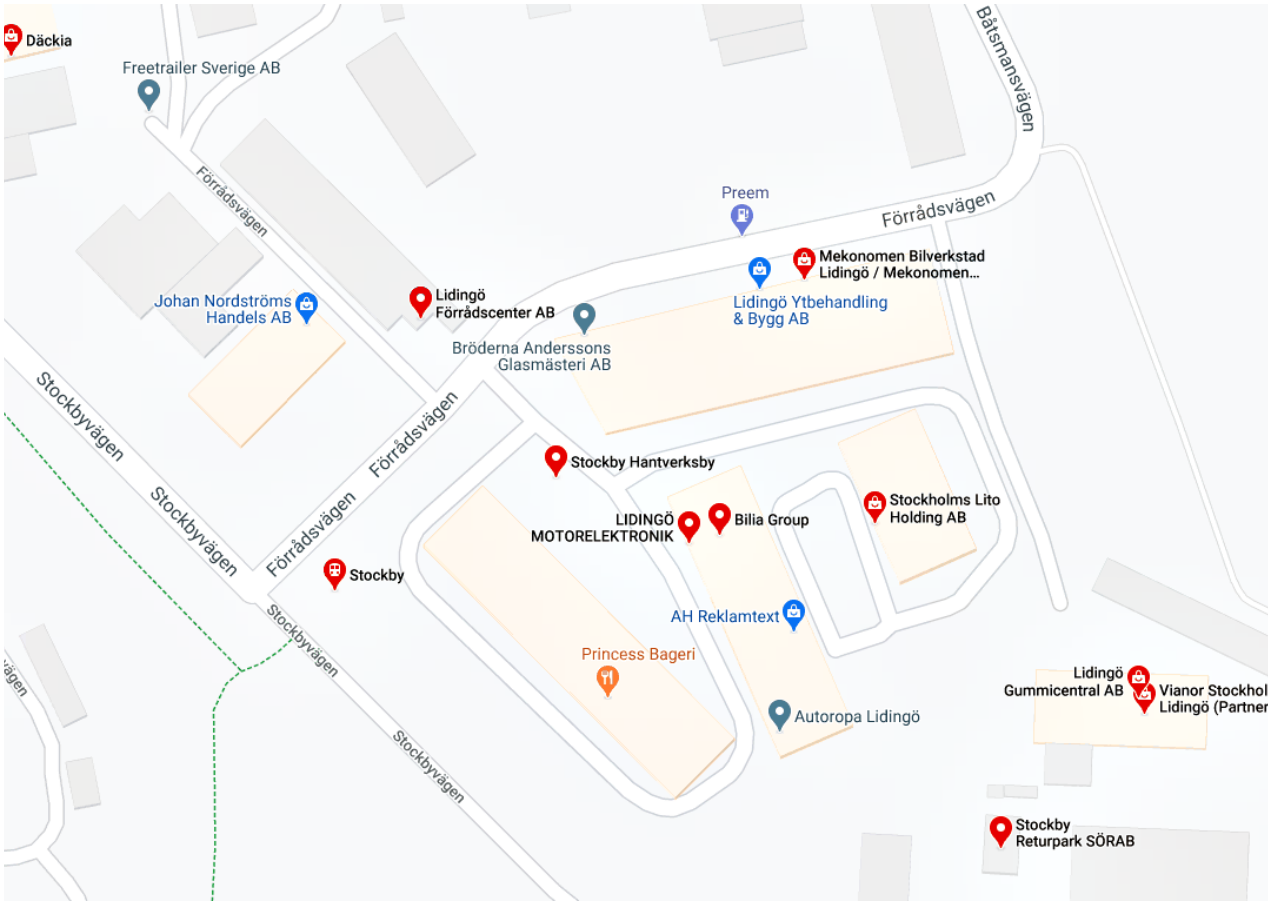 Däckia
Freetrailer Sverige AB
Båtsmansvägen
Förrådsvägen
Preem
Förrådsvägen
Mekonomen Bilverkstad
Lidingö / Mekonomen...
Lidingö Ytbehandling
& Bygg AB
Johan Nordströms
Handels AB
Lidingö
Förrådscenter AB
Bröderna Anderssons
Glasmästeri AB
Stockbyvägen
Förrådsvägen
Stockby Hantverksby
Stockbyvägen
Förrådsvägen
LIDINGÖ
MOTORELEKTRONIK
Bilia Group
Stockholms Lito
Holding AB
Stockby
Stockbyvägen
AH Reklamtext
Princess Bageri
vägen
Lidingö
Gummicentral AB
Vianor Stockhol
Lidingö (Partner
Autoropa Lidingö
Stockbyvägen
Stockby
Returpark SÖRAB